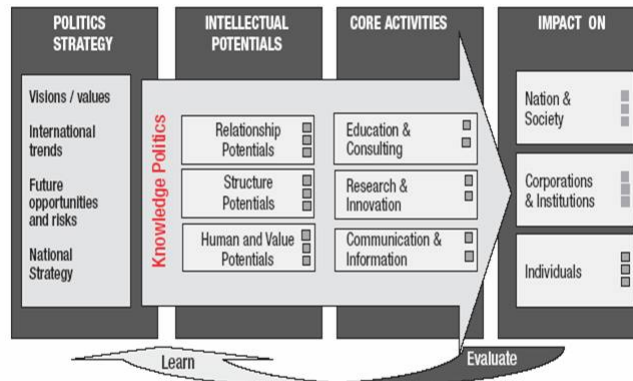 POLITICS
STRATEGY
Visions / values
International
trends
Future
opportunities
and risks
National
Strategy
Knowledge Politics
INTELLECTUAL
POTENTIALS
Relationship
Potentials
Structure
Potentials
Human and Value
Potentials
CORE ACTIVITIES
Education &
Consulting
Research &
Innovation
Communication &
Information
IMPACT ON
Nation &
Society
Corporations
& Institutions
Individuals
Learn
Evaluate